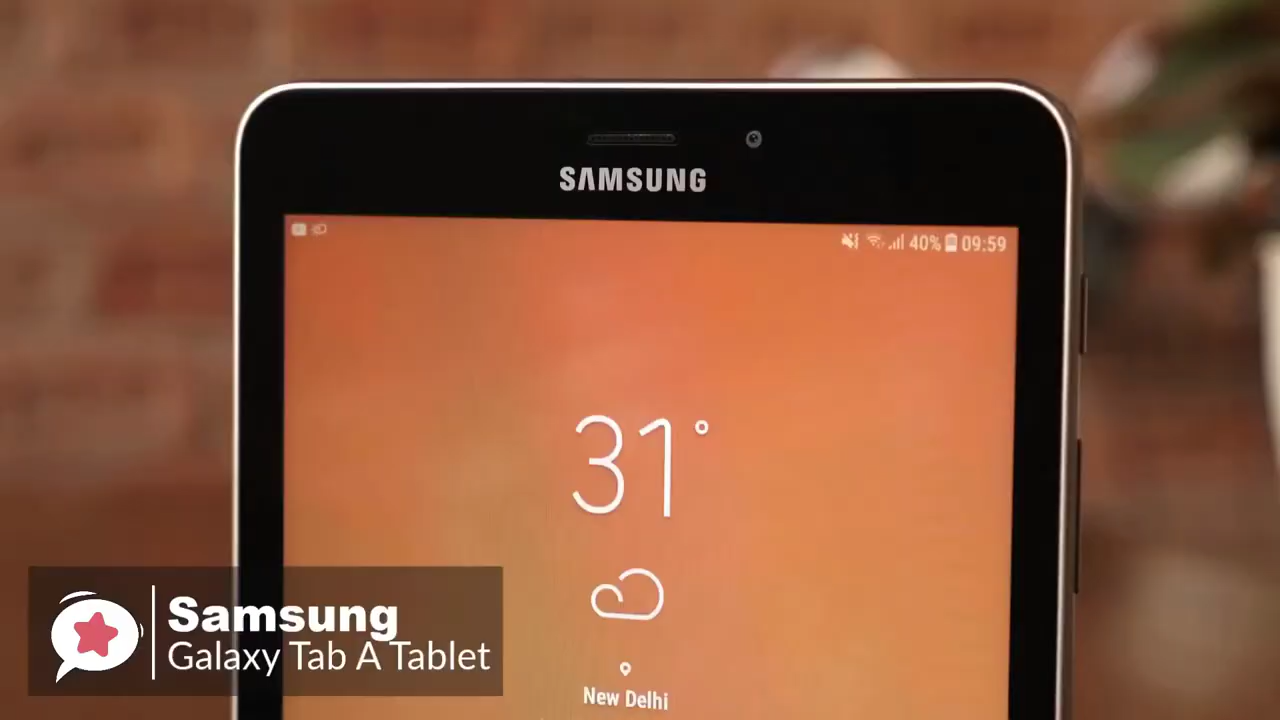 SAMSUNG
40% 09:59
31°
New Delhi
Samsung
Galaxy Tab A Tablet